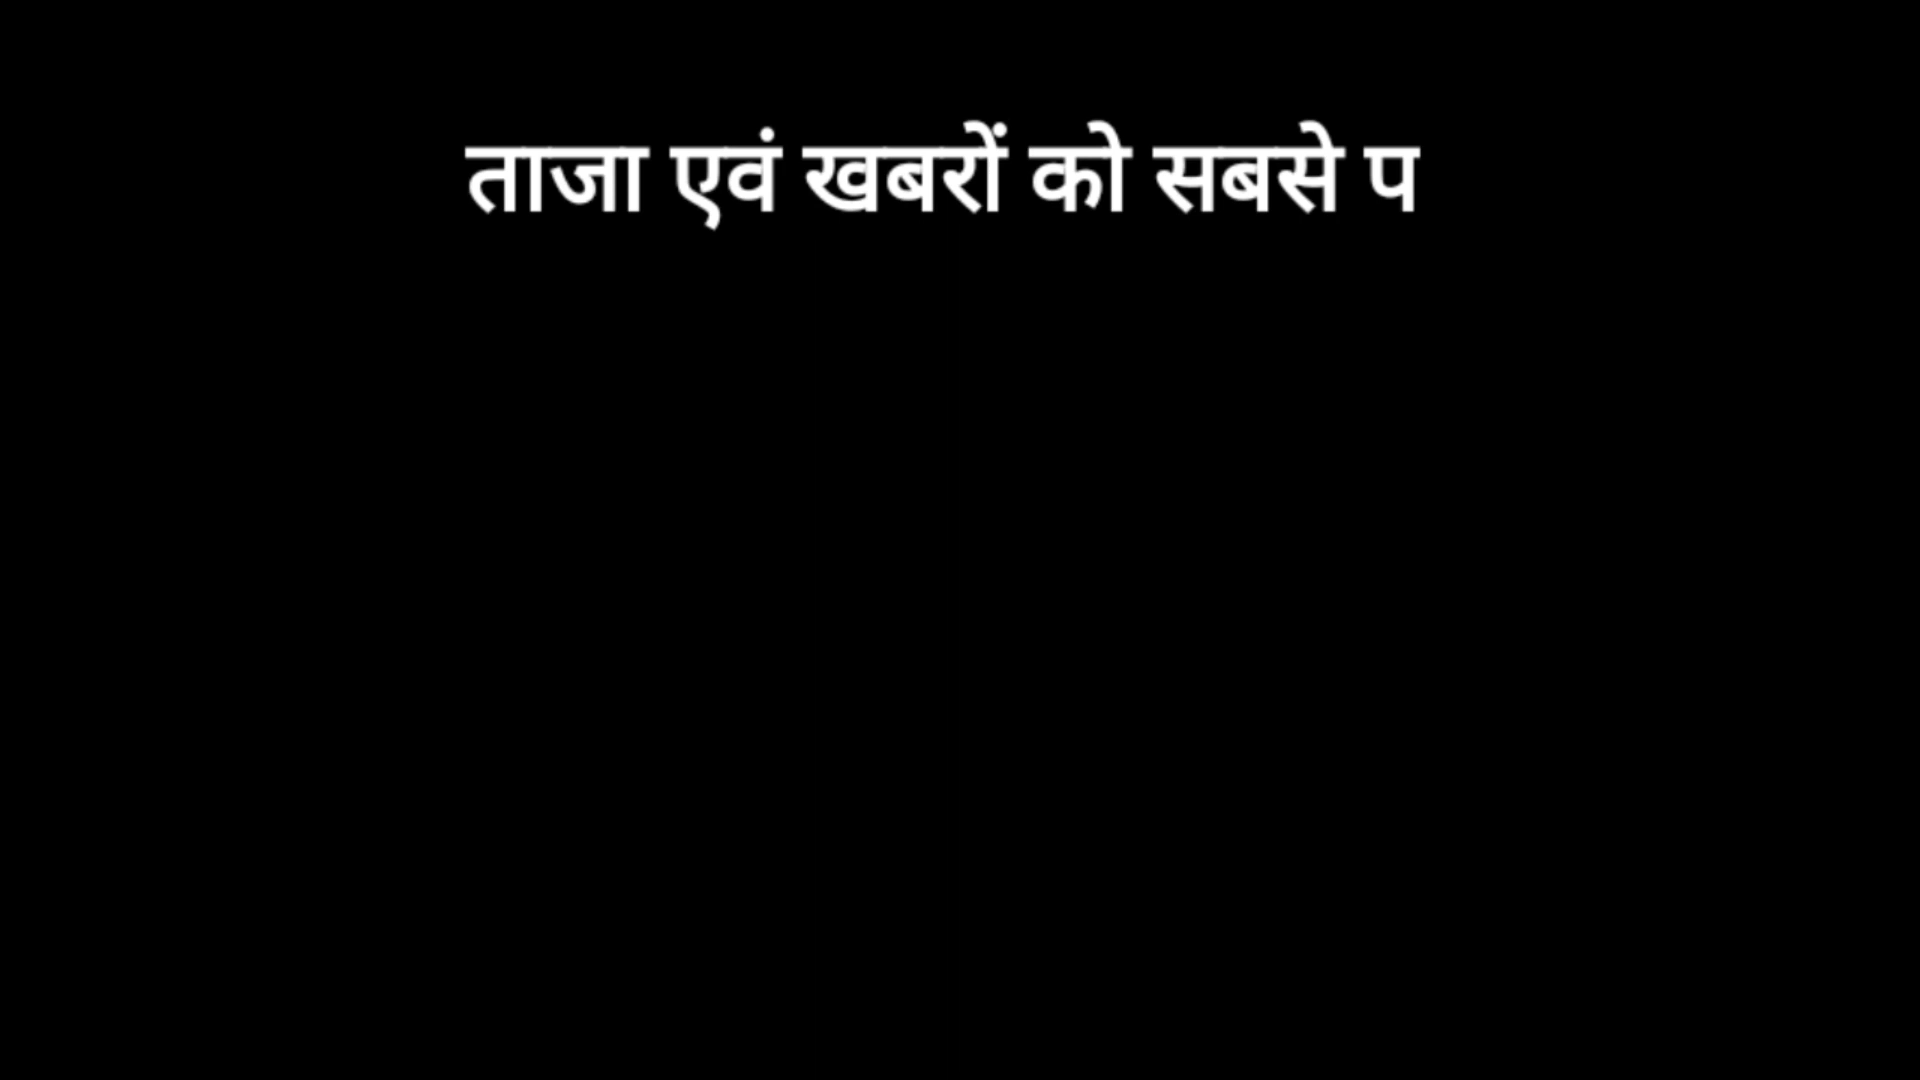 ताजा एवं खबरों को सबसे प